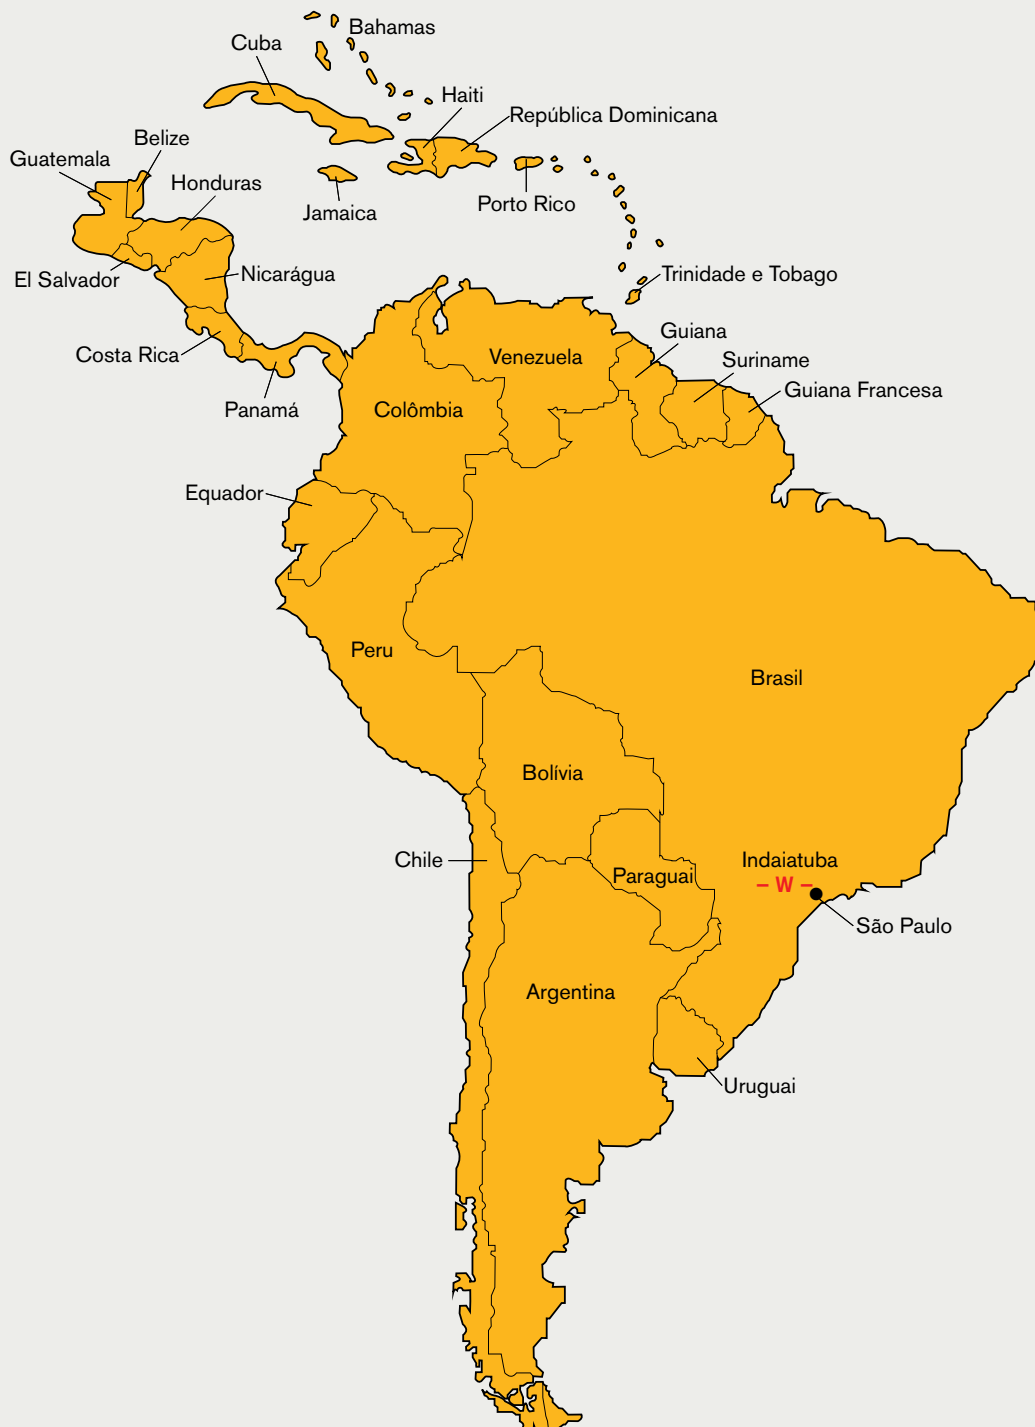 Bahamas
Cuba
Haiti
República Dominicana
Belize
Guatemala
Honduras
Jamaica
Porto Rico
El Salvador
Nicarágua
Trinidade e Tobago
Costa Rica
Venezuela
Guiana
Suriname
Guiana Francesa
Panamá
Colômbia
Equador
Peru
Brasil
Bolívia
Chile
Paraguai
Indaiatuba
– W –
São Paulo
Argentina
Uruguai